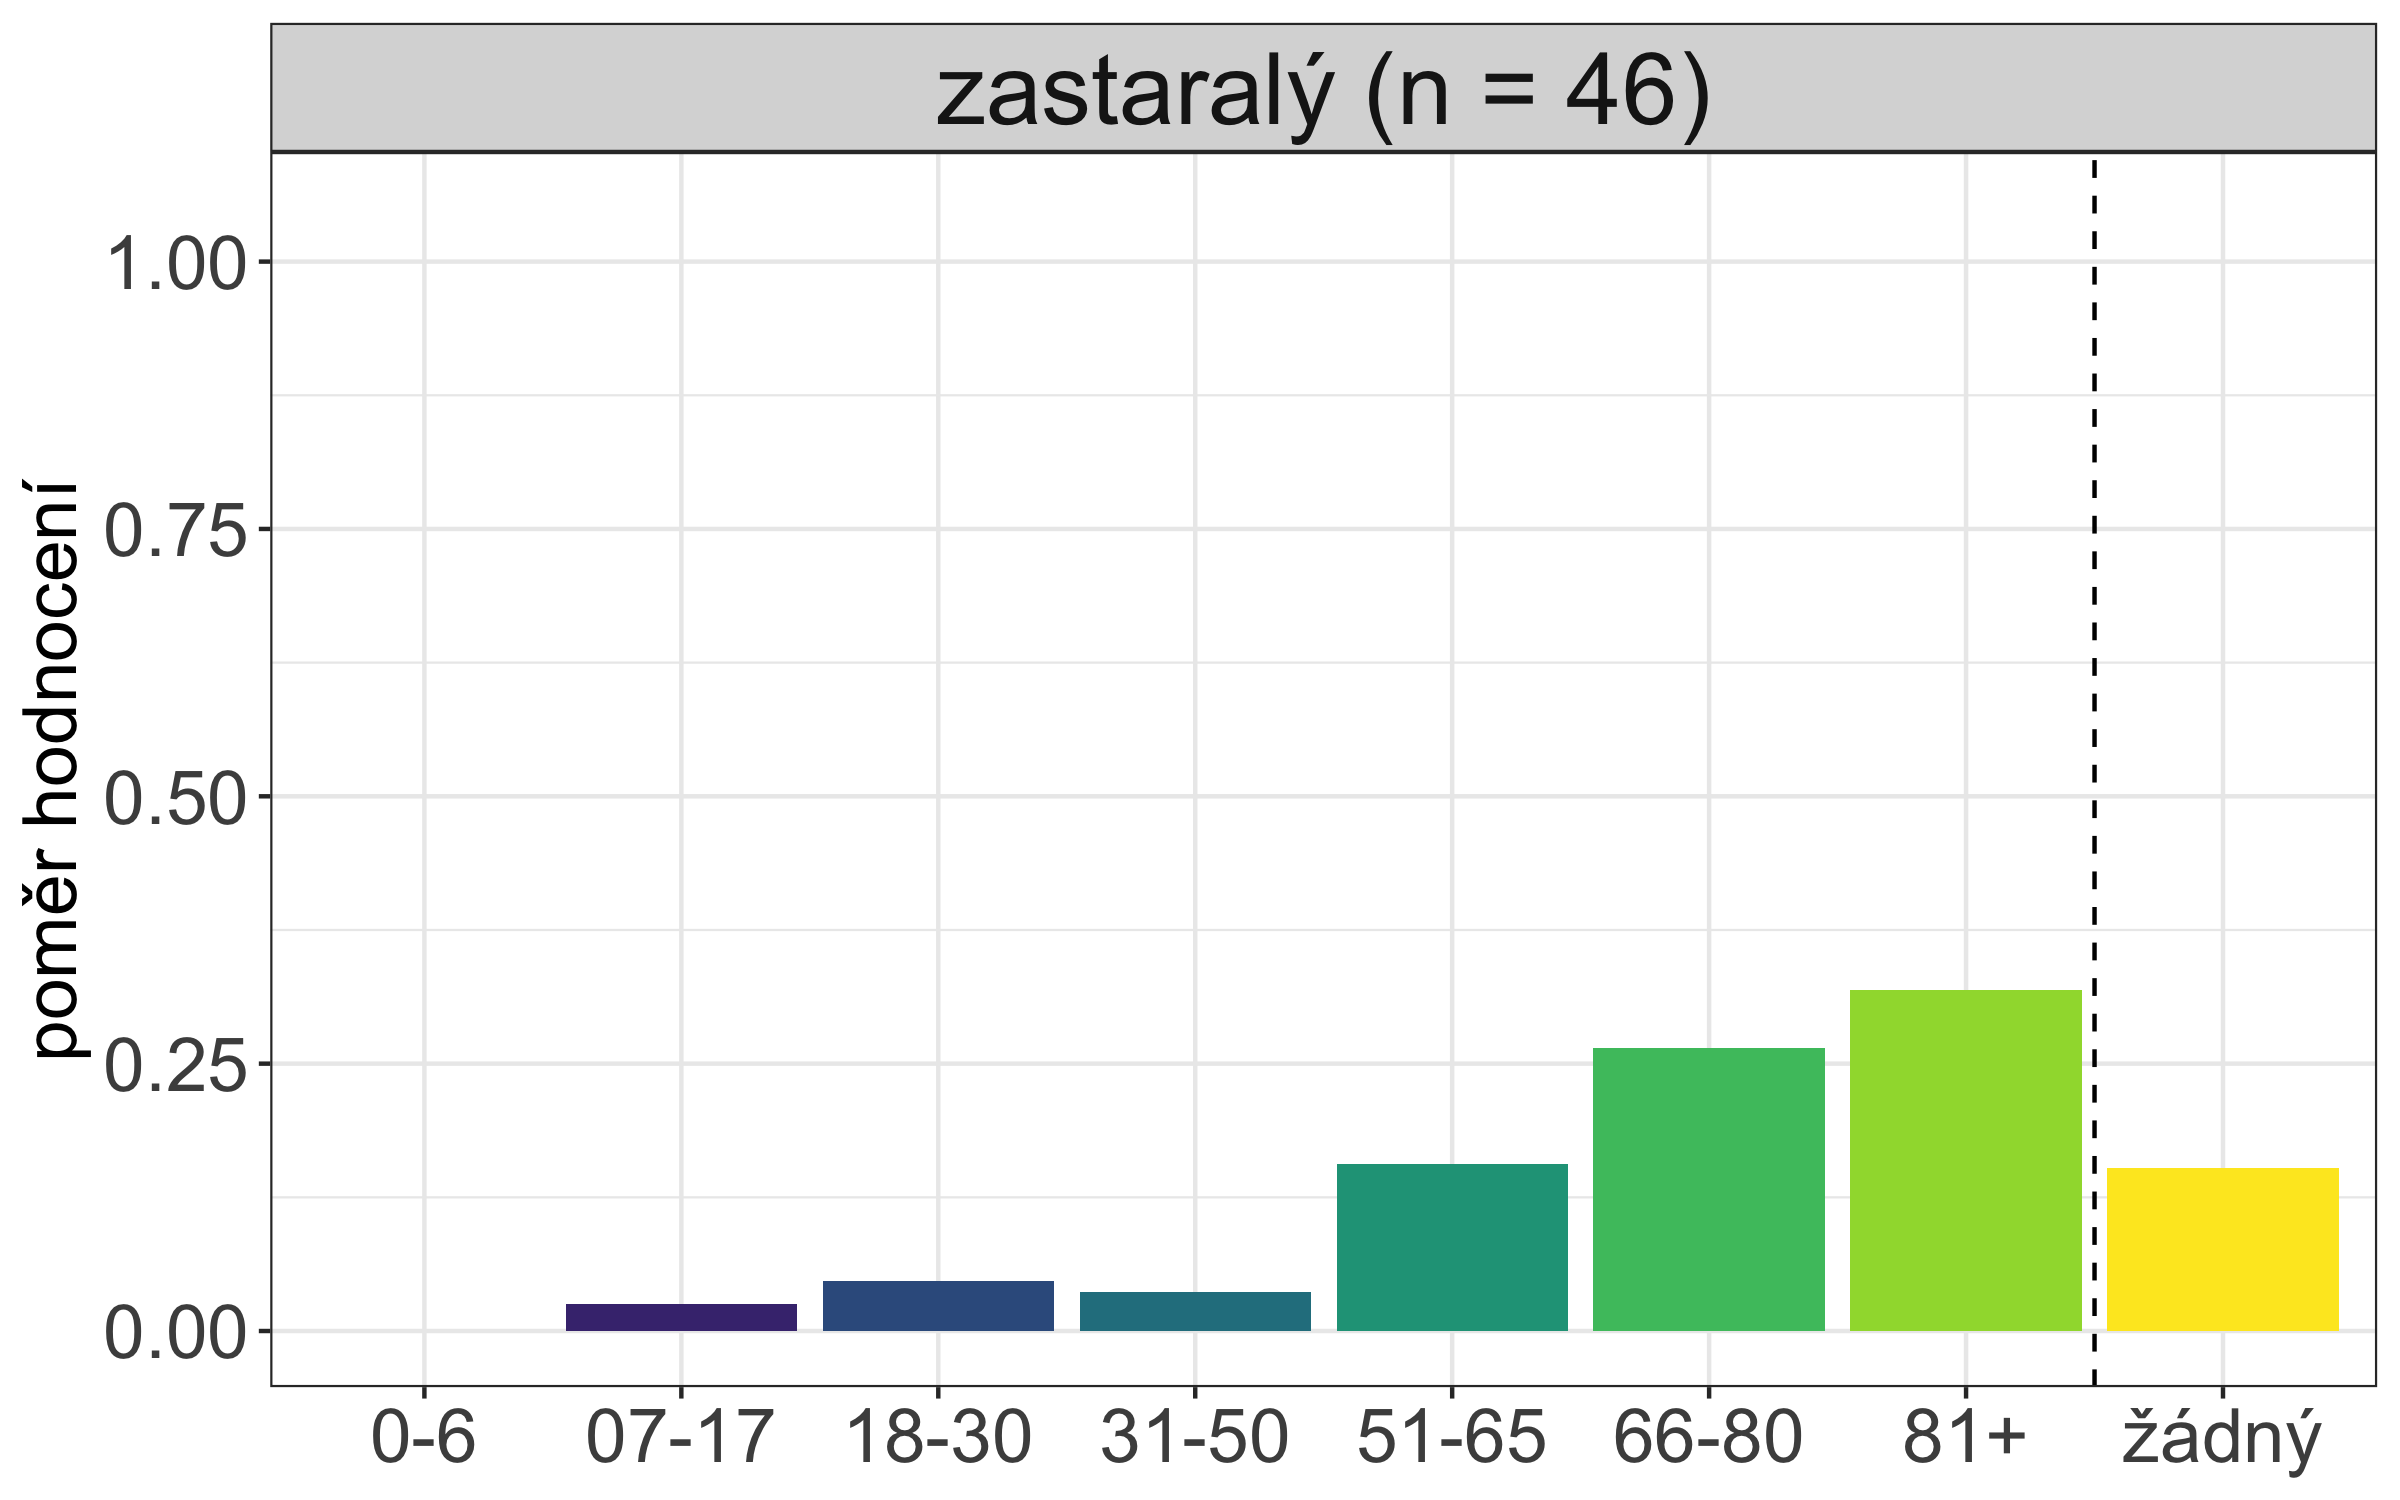 zastaralý (n = 46)
poměr hodnocení
1.00
0.75
0.50
0.25
0.00
0-6 07-17 18-30 31-50 51-65 66-80 81+ žádný